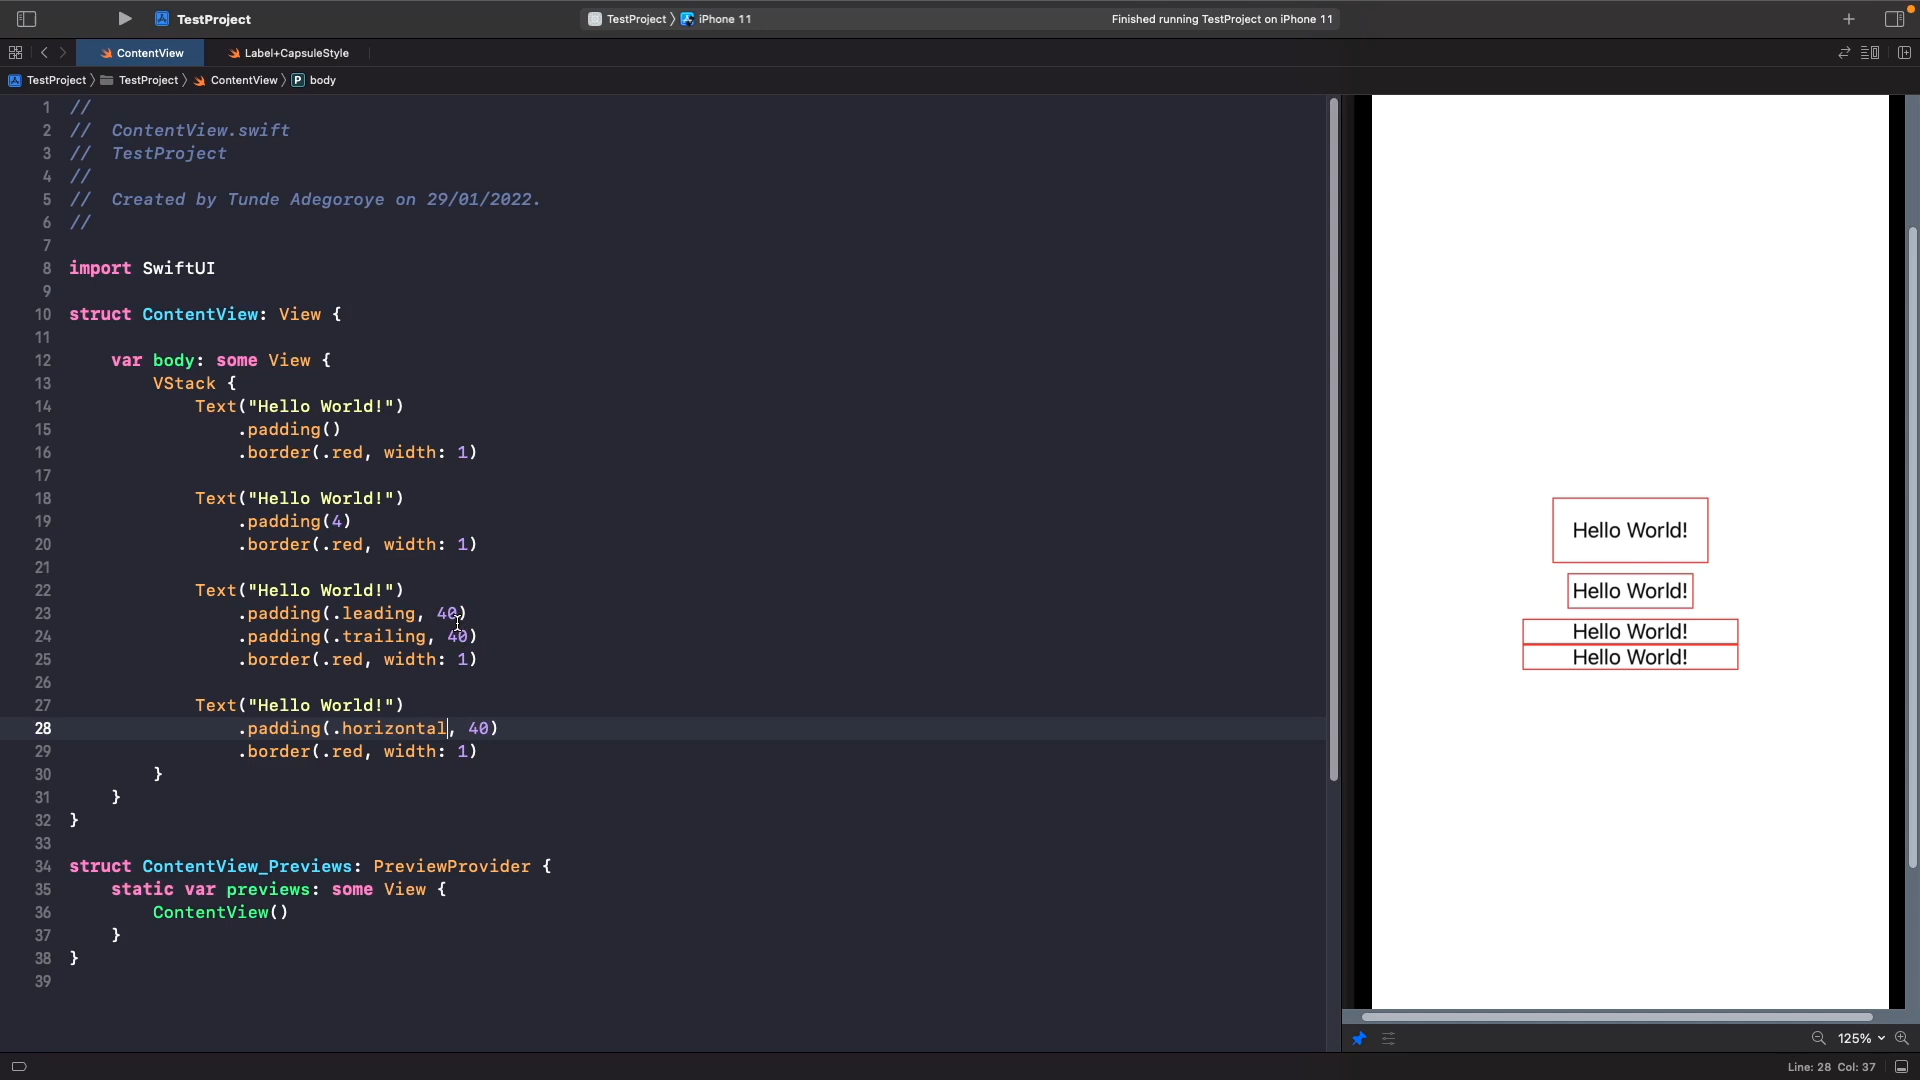 TestProject
TestProject 〉 iPhone 11
Finished running TestProject on iPhone 11
ContentView
Label+CapsuleStyle
TestProject 〉 TestProject 〉 ContentView 〉 P body
1 //
2 //  ContentView.swift
3 //  TestProject
4 //
5 //  Created by Tunde Adegoroye on 29/01/2022.
6 //
7
8 import SwiftUI
9
10 struct ContentView: View {
11
12     var body: some View {
13         VStack {
14             Text("Hello World!")
15                 .padding()
16                 .border(.red, width: 1)
17
18             Text("Hello World!")
19                 .padding(4)
20                 .border(.red, width: 1)
21
22             Text("Hello World!")
23                 .padding(.leading, 40)
24                 .padding(.trailing, 40)
25                 .border(.red, width: 1)
26
27             Text("Hello World!")
28                 .padding(.horizontal, 40)
29                 .border(.red, width: 1)
30         }
31     }
32 }
33
34 struct ContentView_Previews: PreviewProvider {
35     static var previews: some View {
36         ContentView()
37     }
38 }
39
Hello World!
Hello World!
Hello World!
Hello World!
125%
Line: 28 Col: 37